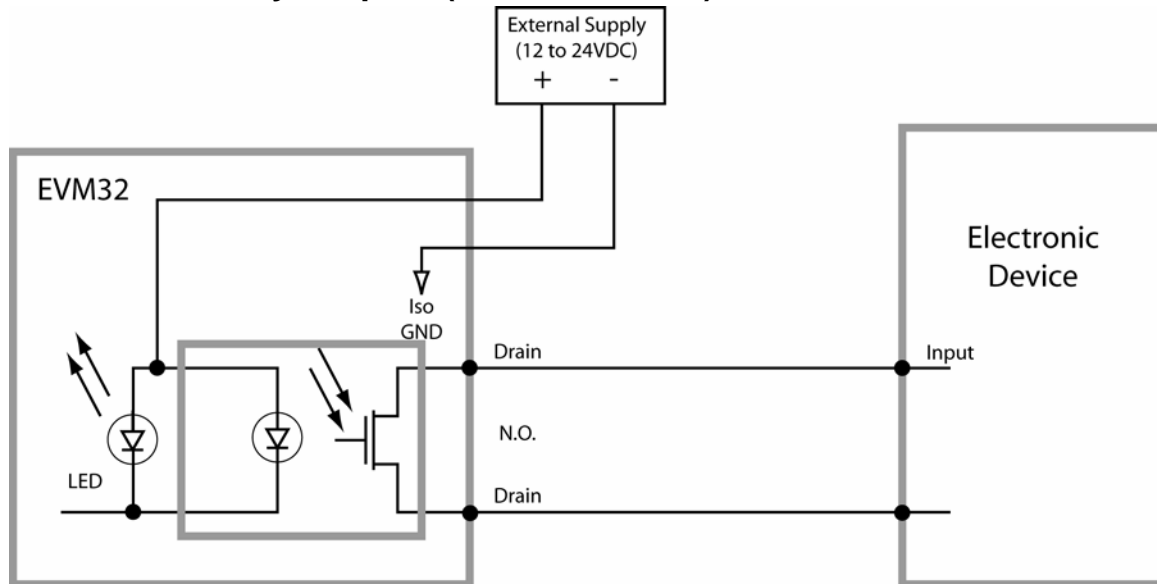 External Supply
(12 to 24VDC)
+ -
EVM32
Electronic
Device
Iso
GND
Drain
Input
N.O.
LED
Drain